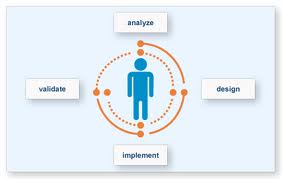 analyze
validate
design
implement